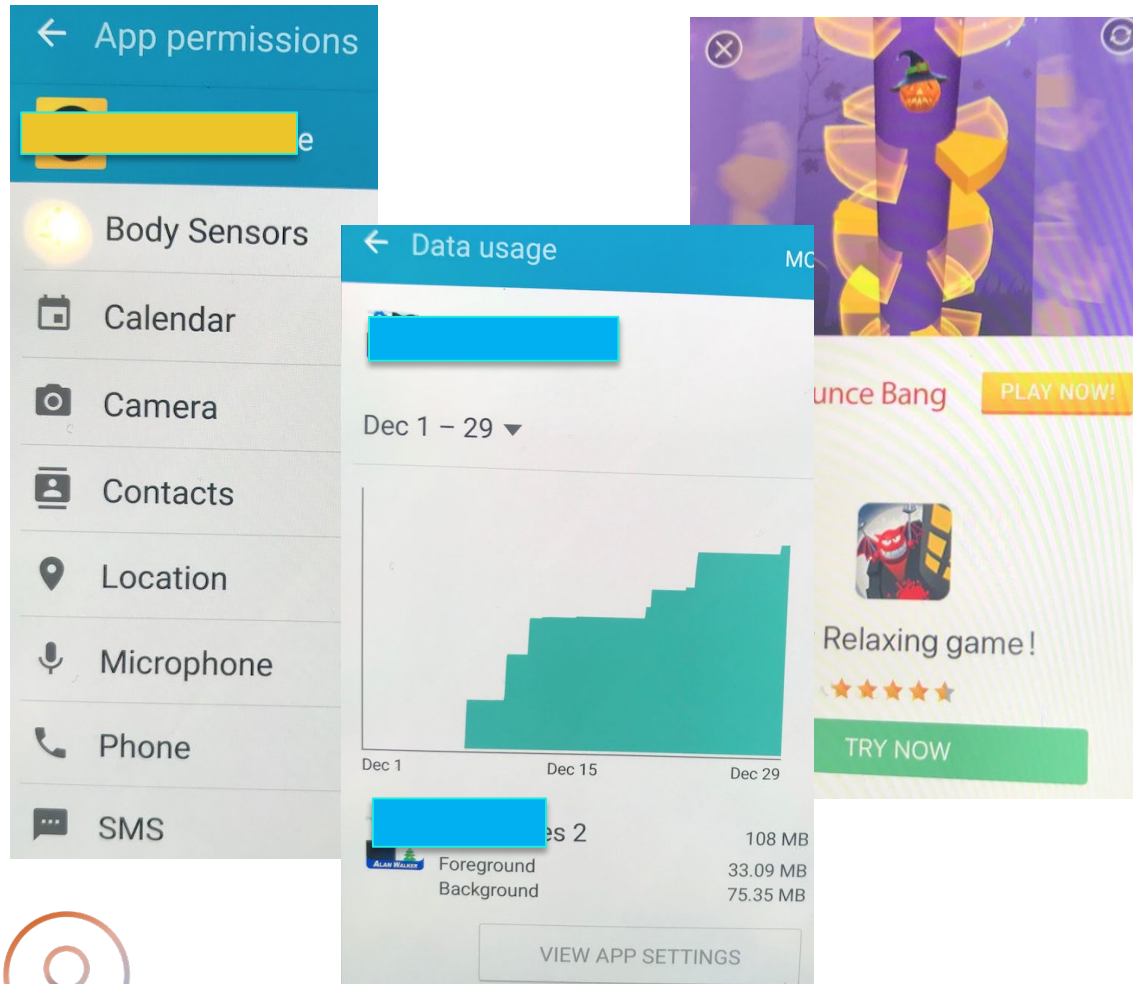 App permissions
e
Body Sensors
Calendar
Camera
Contacts
Location
Microphone
Phone
SMS
Data usage
MO
Dec 1 – 29
Dec 1
Dec 15
Dec 29
es 2
108 MB
ALAN WALKER
Foreground
33.09 MB
Background
75.35 MB
VIEW APP SETTINGS
unce Bang
PLAY NOW!
Relaxing game!
TRY NOW